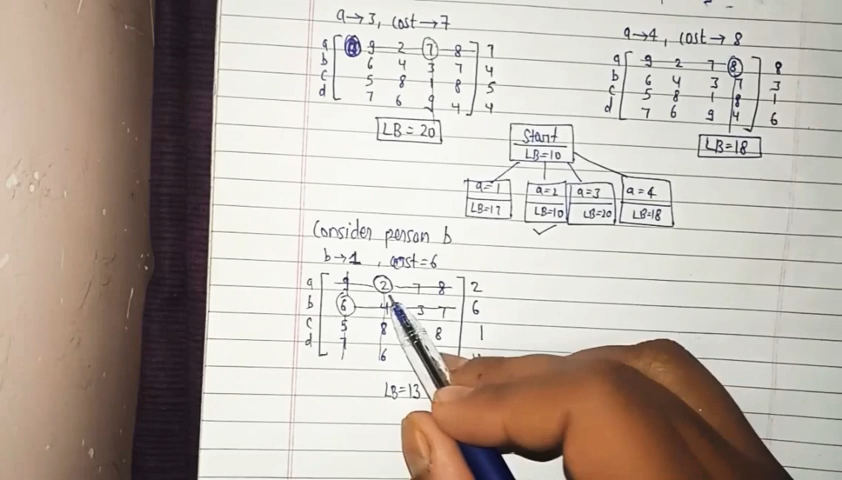 a→3, cost→7
a 9 2 7 8 7
b 6 4 3 7 4
c 5 8 1 8 5
d 7 6 9 4 4
LB=20
a→4, cost→8
a 9 2 7 8 8
b 6 4 3 7 3
c 5 8 1 8 1
d 7 6 9 4 6
LB=18
Start
LB=10
a=1 a=2 a=3 a=4
LB=17 LB=10 LB=20 LB=18
Consider person b
b→1, cost=6
a 9 2 7 8 2
b 6 4 3 7 6
c 5 8 8 1
d 7 6
LB=13